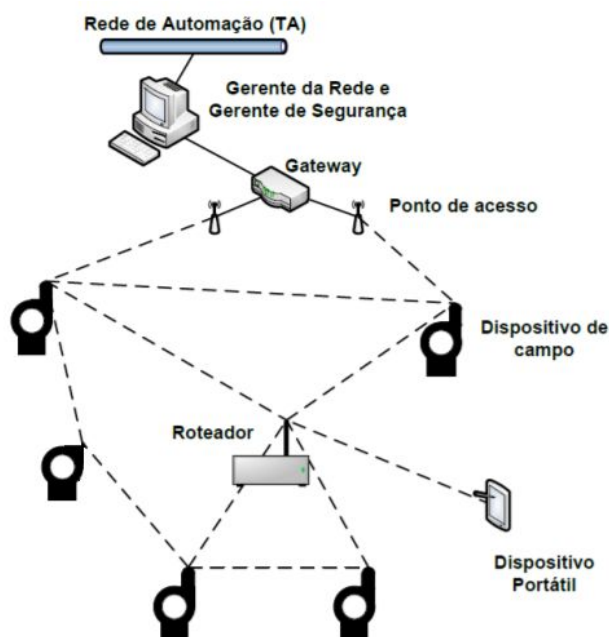 Rede de Automação (TA)
Gerente da Rede e
Gerente de Segurança
Gateway
Ponto de acesso
Dispositivo de
campo
Roteador
Dispositivo
Portátil